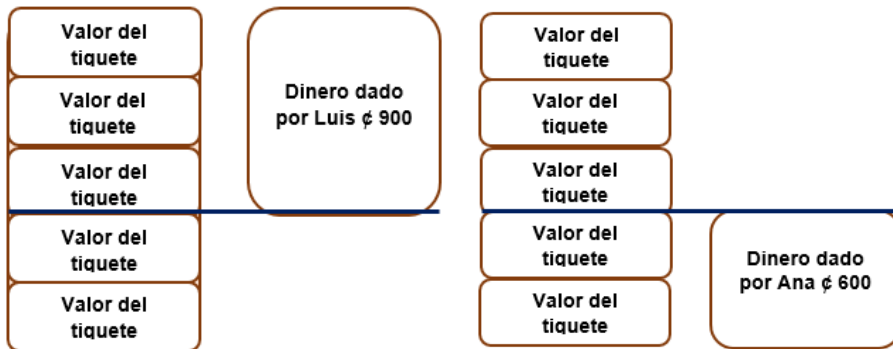 Valor del
tiquete
Valor del
tiquete
Valor del
tiquete
Valor del
tiquete
Valor del
tiquete
Dinero dado
por Luis ¢ 900
Valor del
tiquete
Valor del
tiquete
Valor del
tiquete
Valor del
tiquete
Valor del
tiquete
Dinero dado
por Ana ¢ 600